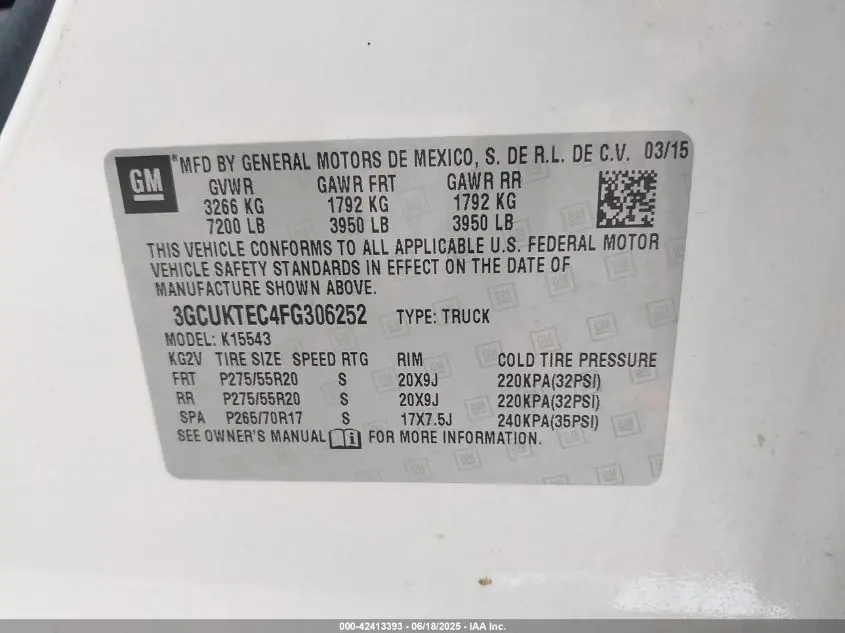 GM ® MFD BY GENERAL MOTORS DE MEXICO, S. DE R.L. DE C.V. 03/15
GVWR GAWR FRT GAWR RR
3266 KG 1792 KG 1792 KG
7200 LB 3950 LB 3950 LB
THIS VEHICLE CONFORMS TO ALL APPLICABLE U.S. FEDERAL MOTOR
VEHICLE SAFETY STANDARDS IN EFFECT ON THE DATE OF
MANUFACTURE SHOWN ABOVE.
3GCUKTEC4FG306252 TYPE: TRUCK
MODEL: K15543
KG2V TIRE SIZE SPEED RTG RIM COLD TIRE PRESSURE
FRT P275/55R20 S 20X9J 220KPA(32PSI)
RR P275/55R20 S 20X9J 220KPA(32PSI)
SPA P265/70R17 S 17X7.5J 240KPA(35PSI)
SEE OWNER'S MANUAL FOR MORE INFORMATION.
000-42413393 - 06/18/2025 - IAA Inc.